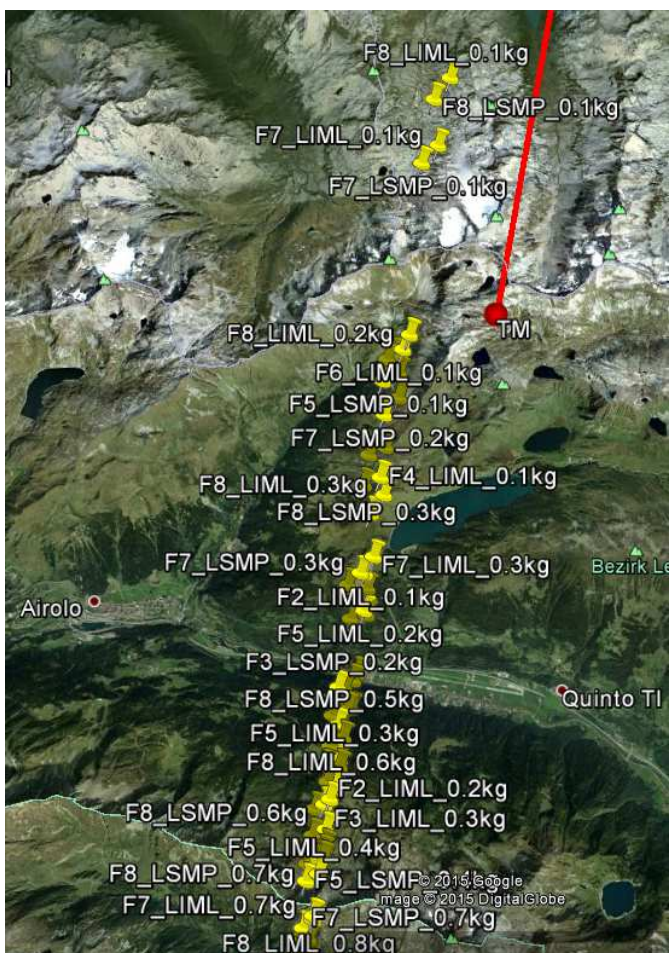 F8_LIML_0.1kg
F8_LSMP_0.1kg
F7_LIML_0.1kg
F7_LSMP_0.1kg
TM
F8_LIML_0.2kg
F6_LIML_0.1kg
F5_LSMP_0.1kg
F7_LSMP_0.2kg
F4_LIML_0.1kg
F8_LIML_0.3kg
F8_LSMP_0.3kg
F7_LSMP_0.3kg
F7_LIML_0.3kg
Bezirk Le
F2_LIML_0.1kg
Airolo
F5_LIML_0.2kg
F3_LSMP_0.2kg
F8_LSMP_0.5kg
Quinto TI
F5_LIML_0.3kg
F8_LIML_0.6kg
F2_LIML_0.2kg
F8_LSMP_0.6kg
F3_LIML_0.3kg
F5_LIML_0.4kg
F8_LSMP_0.7kg
© 2015 Google
mage © 2015 DigitalGlobe
F7_LIML_0.7kg
F7_LSMP_0.7kg
F8_LIML_0.8kg